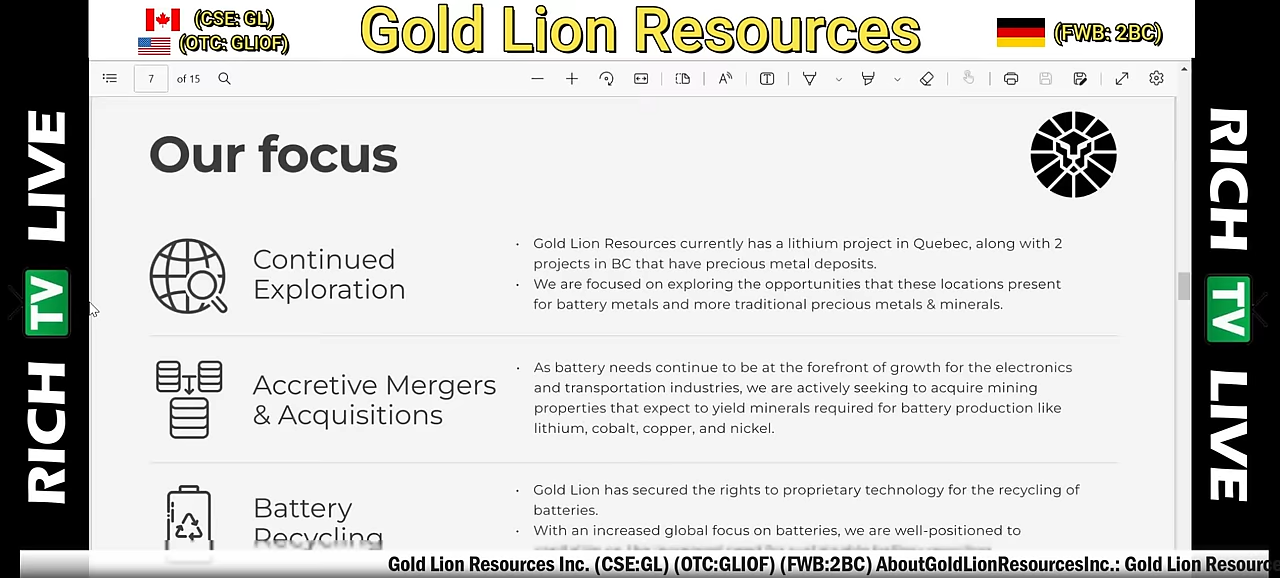 (CSE: GL)
(OTC: GLIOF)
Gold Lion Resources
(FWB: 2BC)
7 of 15
RICH TV LIVE
RICH TV LIVE
Our focus
Continued
Exploration
• Gold Lion Resources currently has a lithium project in Quebec, along with 2
projects in BC that have precious metal deposits.
• We are focused on exploring the opportunities that these locations present
for battery metals and more traditional precious metals & minerals.
Accretive Mergers
& Acquisitions
• As battery needs continue to be at the forefront of growth for the electronics
and transportation industries, we are actively seeking to acquire mining
properties that expect to yield minerals required for battery production like
lithium, cobalt, copper, and nickel.
Battery
Recycling
• Gold Lion has secured the rights to proprietary technology for the recycling of
batteries.
• With an increased global focus on batteries, we are well-positioned to
Gold Lion Resources Inc. (CSE:GL) (OTC:GLIOF) (FWB:2BC) AboutGoldLionResourcesInc.: Gold Lion